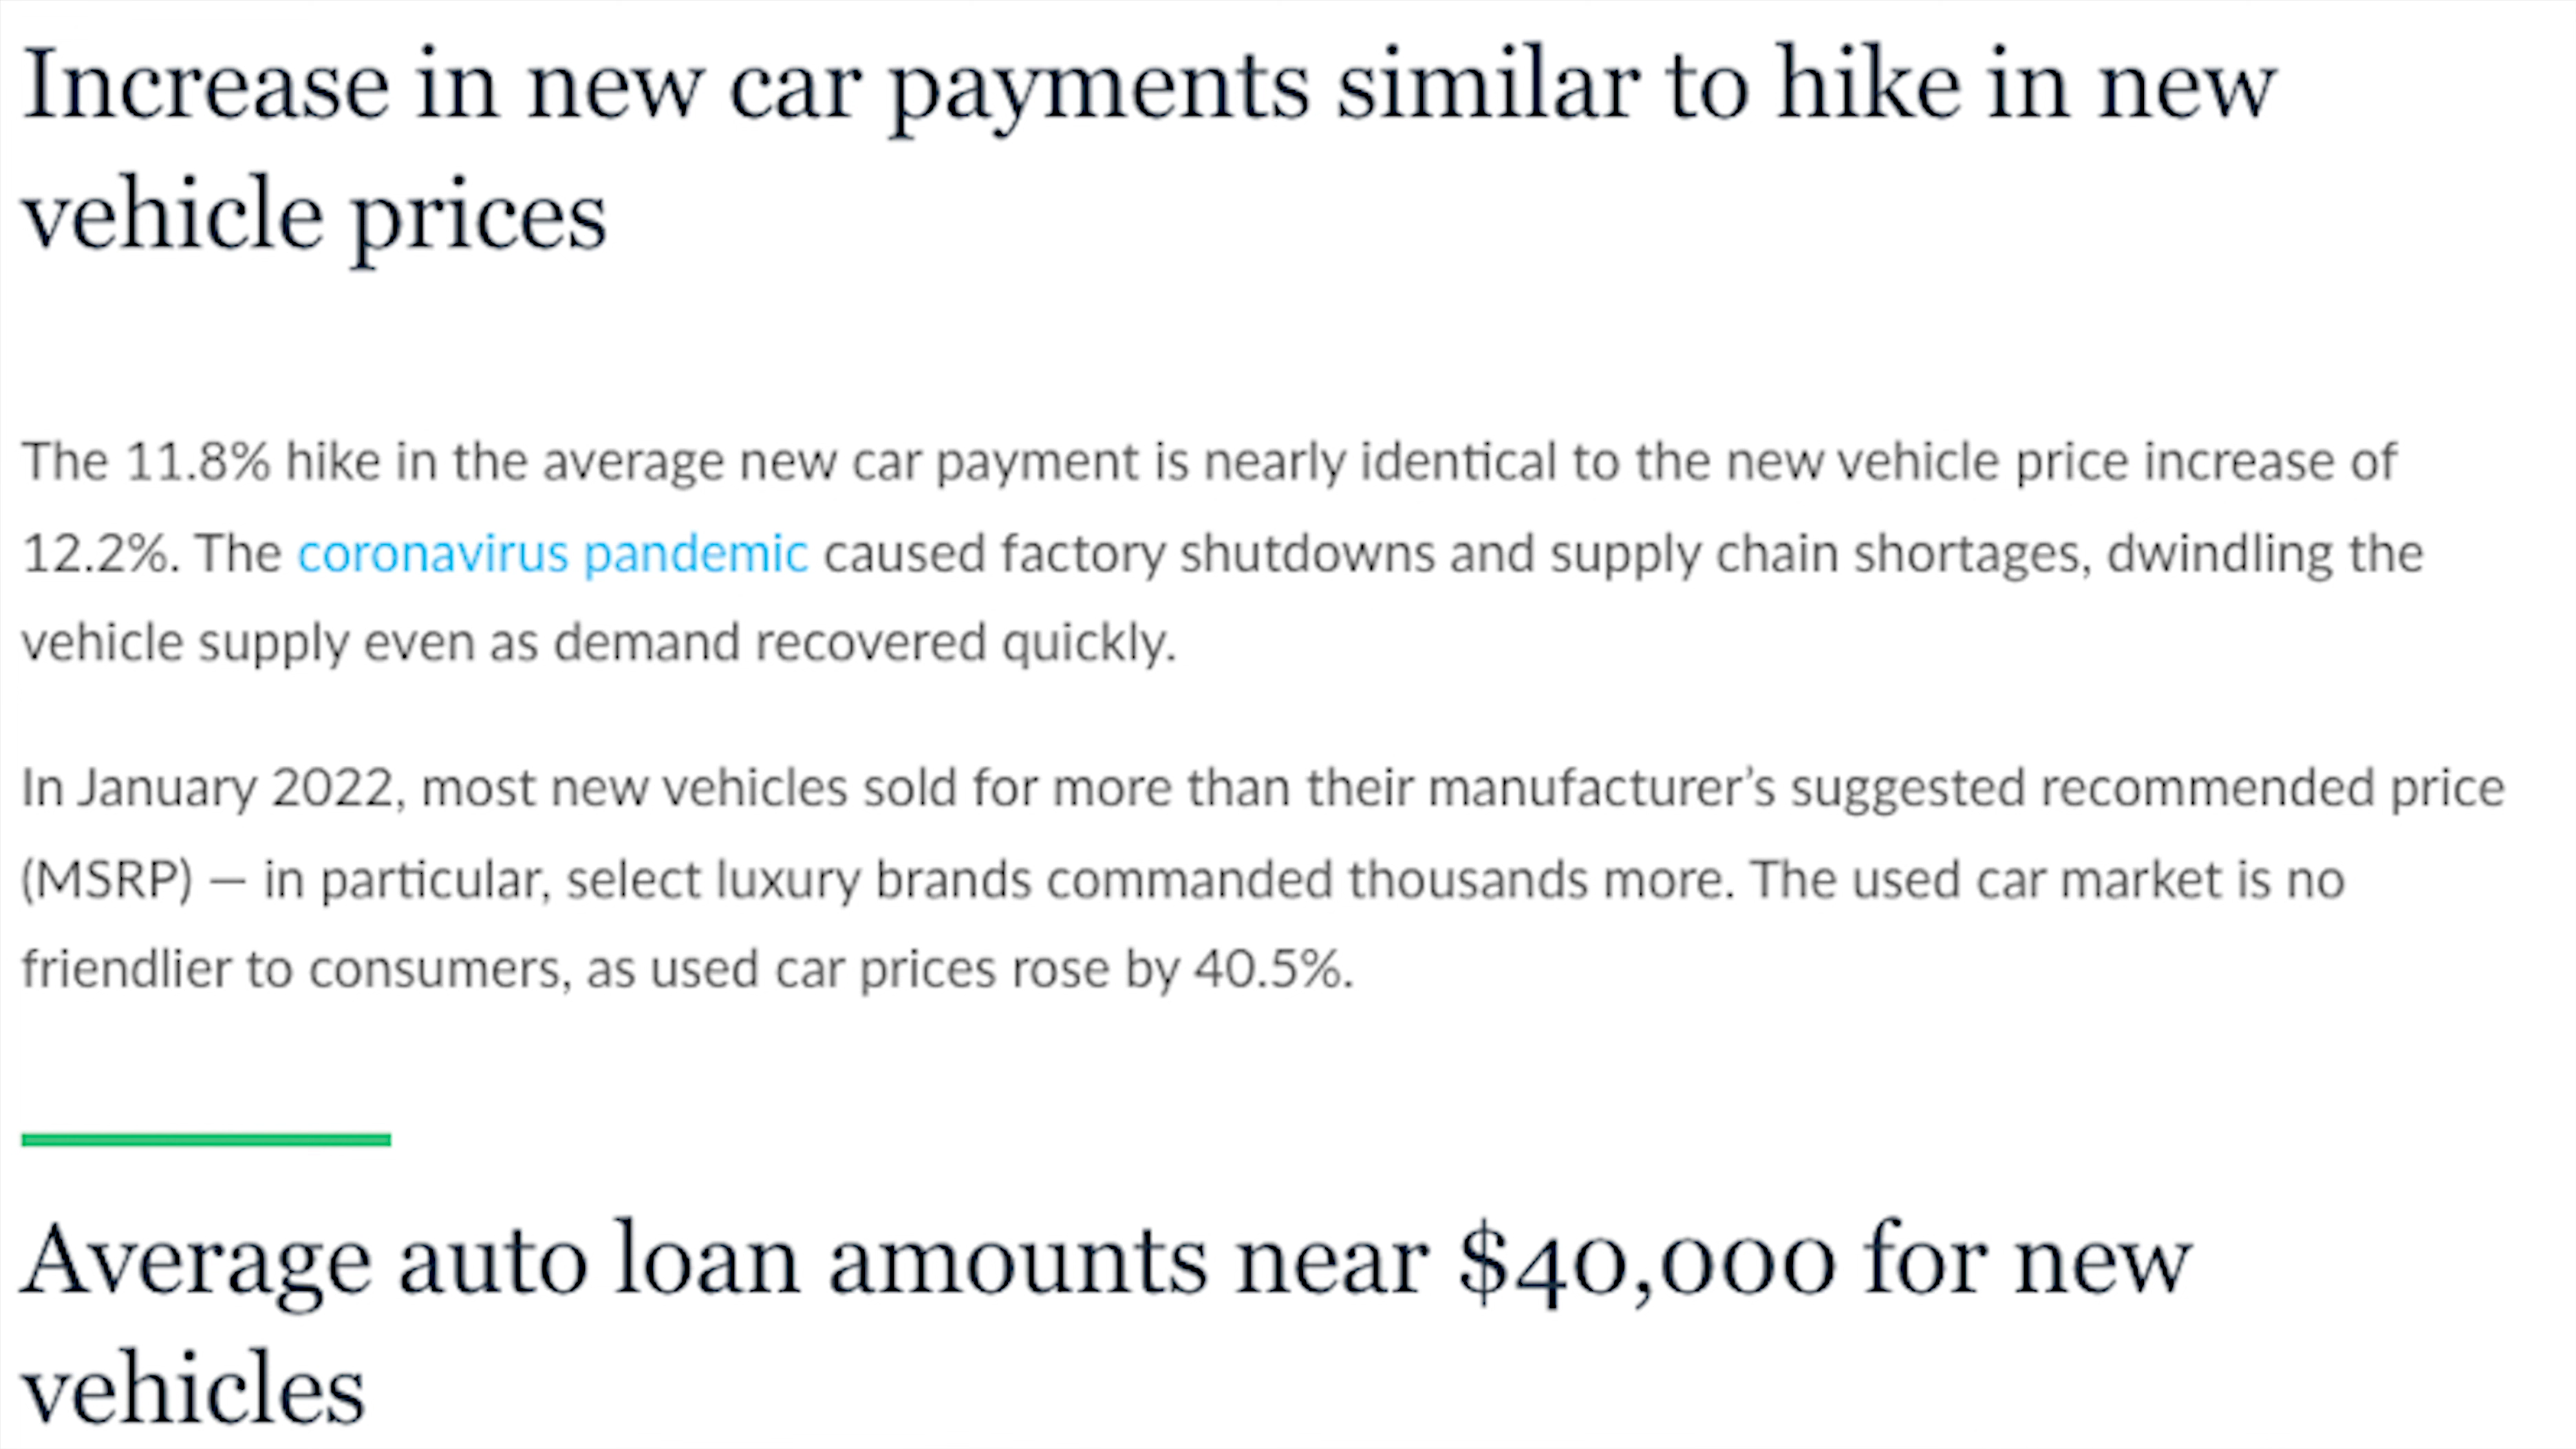 Increase in new car payments similar to hike in new
vehicle prices
The 11.8% hike in the average new car payment is nearly identical to the new vehicle price increase of
12.2%. The coronavirus pandemic caused factory shutdowns and supply chain shortages, dwindling the
vehicle supply even as demand recovered quickly.
In January 2022, most new vehicles sold for more than their manufacturer’s suggested recommended price
(MSRP) — in particular, select luxury brands commanded thousands more. The used car market is no
friendlier to consumers, as used car prices rose by 40.5%.
Average auto loan amounts near $40,000 for new
vehicles